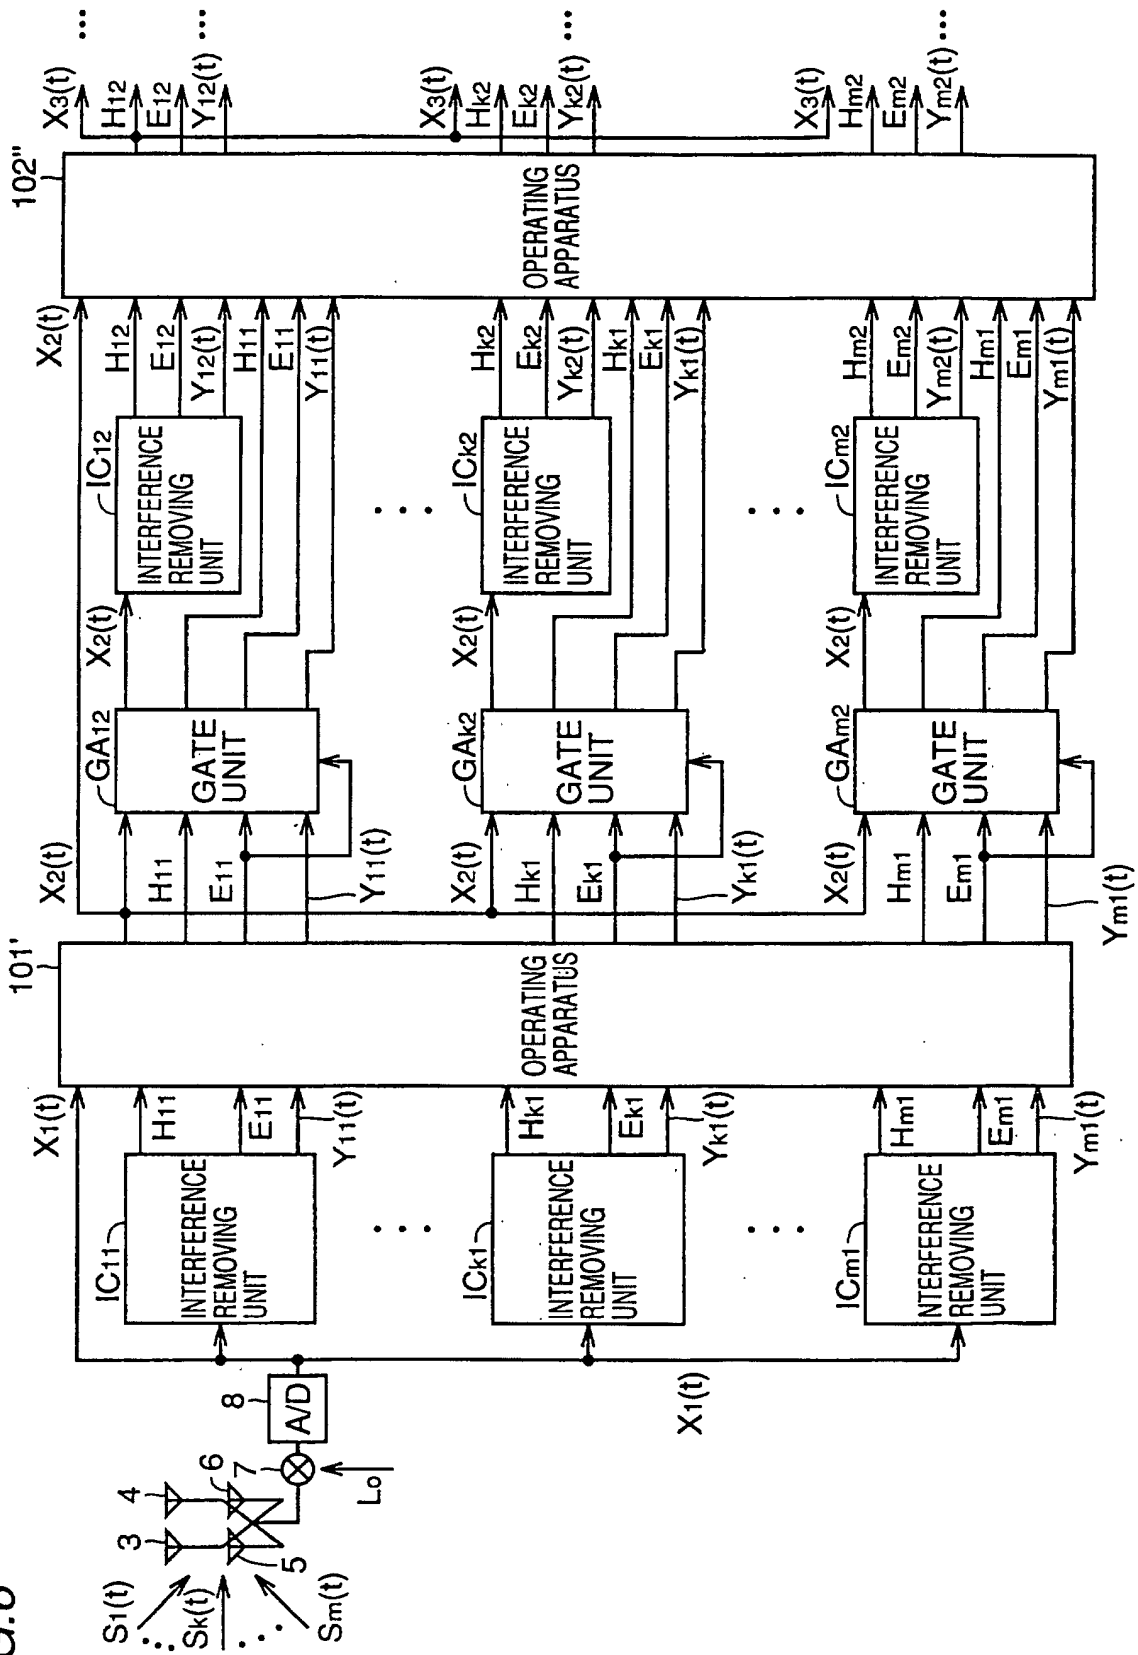 S1(t)
Sk(t)
Sm(t)
3
4
5
6
7
Lo
8
A/D
X1(t)
X1(t)
IC11
INTERFERENCE
REMOVING
UNIT
H11
E11
Y11(t)
ICk1
INTERFERENCE
REMOVING
UNIT
Hk1
Ek1
Yk1(t)
ICm1
NTERFERENCE
REMOVING
UNIT
Hm1
Em1
Ym1(t)
101'
OPERATING
APPARATUS
X2(t)
H11
E11
Y11(t)
X2(t)
Hk1
Ek1
Yk1(t)
X2(t)
Hm1
Em1
Ym1(t)
GA12
GATE
UNIT
GAk2
GATE
UNIT
GAm2
GATE
UNIT
X2(t)
X2(t)
X2(t)
IC12
INTERFERENCE
REMOVING
UNIT
ICk2
INTERFERENCE
REMOVING
UNIT
ICm2
INTERFERENCE
REMOVING
UNIT
X2(t)
H12
E12
Y12(t)
H11
E11
Y11(t)
Hk2
Ek2
Yk2(t)
Hk1
Ek1
Yk1(t)
Hm2
Em2
Ym2(t)
Hm1
Em1
Ym1(t)
102"
OPERATING
APPARATUS
X3(t)
H12
E12
Y12(t)
X3(t)
Hk2
Ek2
Yk2(t)
X3(t)
Hm2
Em2
Ym2(t)